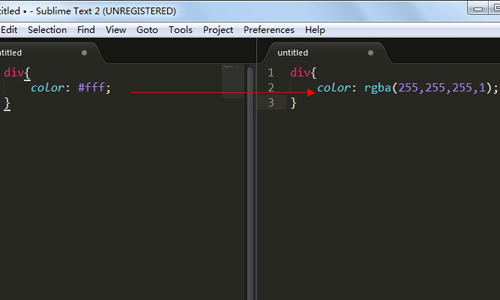 ntitled • - Sublime Text 2 (UNREGISTERED)
Edit Selection Find View Goto Tools Project Preferences Help
ntitled
untitled
div{
color: #fff;
}
1 div{
2 color: rgba(255,255,255,1);
3 }